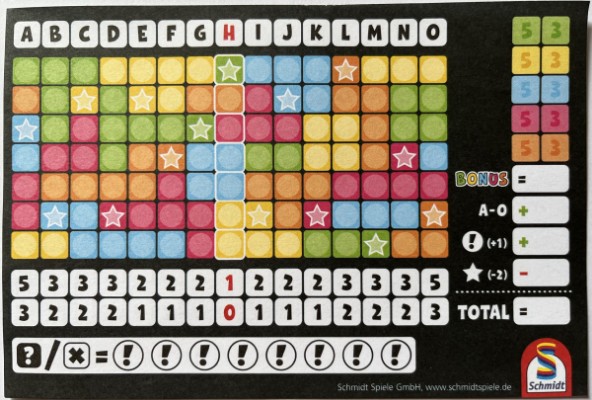 A B C D E F G H I J K L M N O
5 3
5 3
5 3
5 3
5 3
BONUS =
A-O +
! (+1) +
(-2) -
5 3 3 3 2 2 2 1 2 2 2 3 3 3 5
3 2 2 2 1 1 1 0 1 1 1 2 2 2 3
TOTAL =
? / × = ! ! ! ! ! ! ! !
Schmidt Spiele GmbH, www.schmidtspiele.de
S
Schmidt